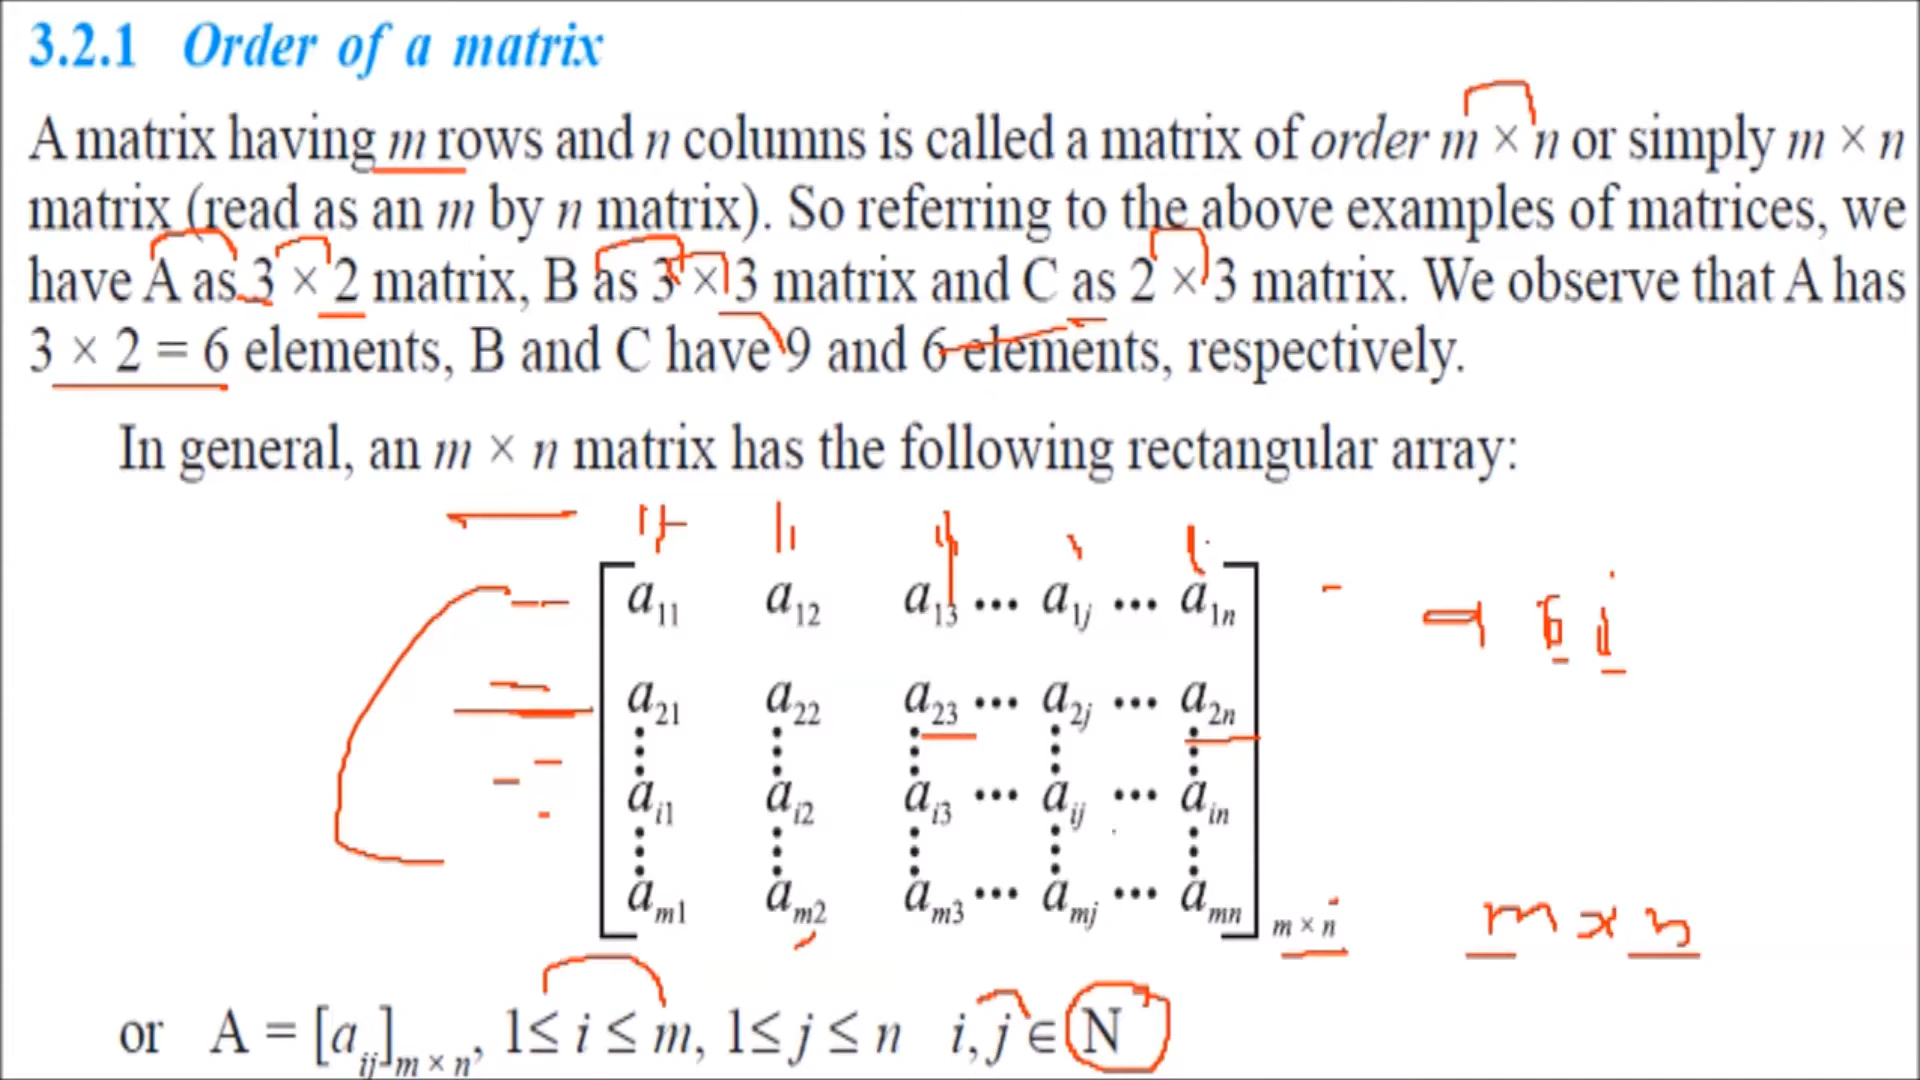 3.2.1 Order of a matrix
A matrix having m rows and n columns is called a matrix of order m × n or simply m × n
matrix (read as an m by n matrix). So referring to the above examples of matrices, we
have A as 3 × 2 matrix, B as 3 × 3 matrix and C as 2 × 3 matrix. We observe that A has
3 × 2 = 6 elements, B and C have 9 and 6 elements, respectively.
In general, an m × n matrix has the following rectangular array:
a11 a12 a13 ... a1j ... a1n
a21 a22 a23 ... a2j ... a2n
ai1 ai2 ai3 ... aij ... ain
am1 am2 am3 ... amj ... amn
m × n
m × n
or A = [aij]m × n, 1≤ i ≤ m, 1≤ j ≤ n i, j ∈ N